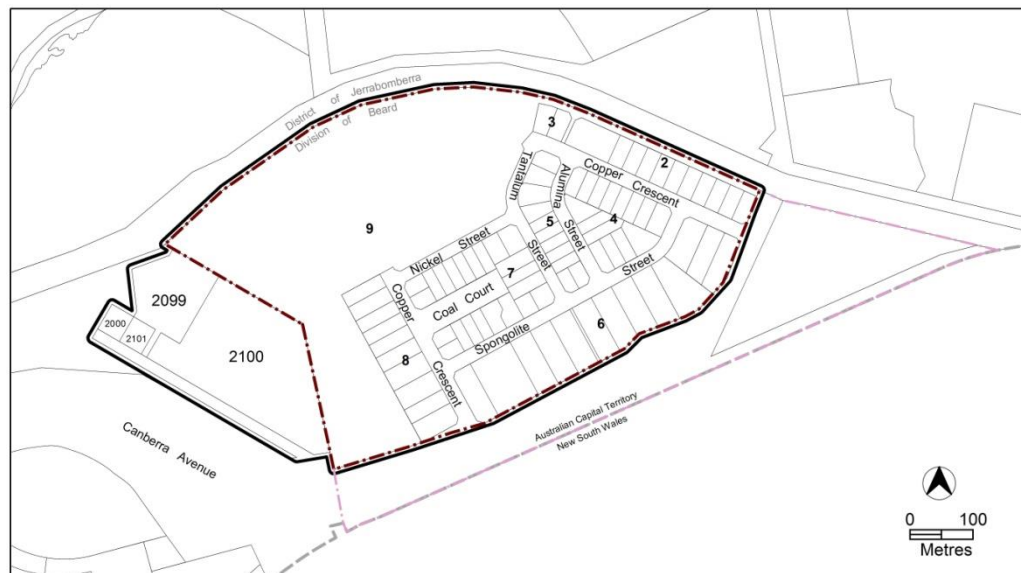 District of Jerrabomberra
Division of Beard
3
2
Copper Crescent
Tantalum
Alumina Street
4
5
Street
9
Nickel Street
7
Copper Crescent
Coal Court
Spongolite Street
6
8
2099
2000
2101
2100
Canberra Avenue
Australian Capital Territory
New South Wales
0 100
Metres